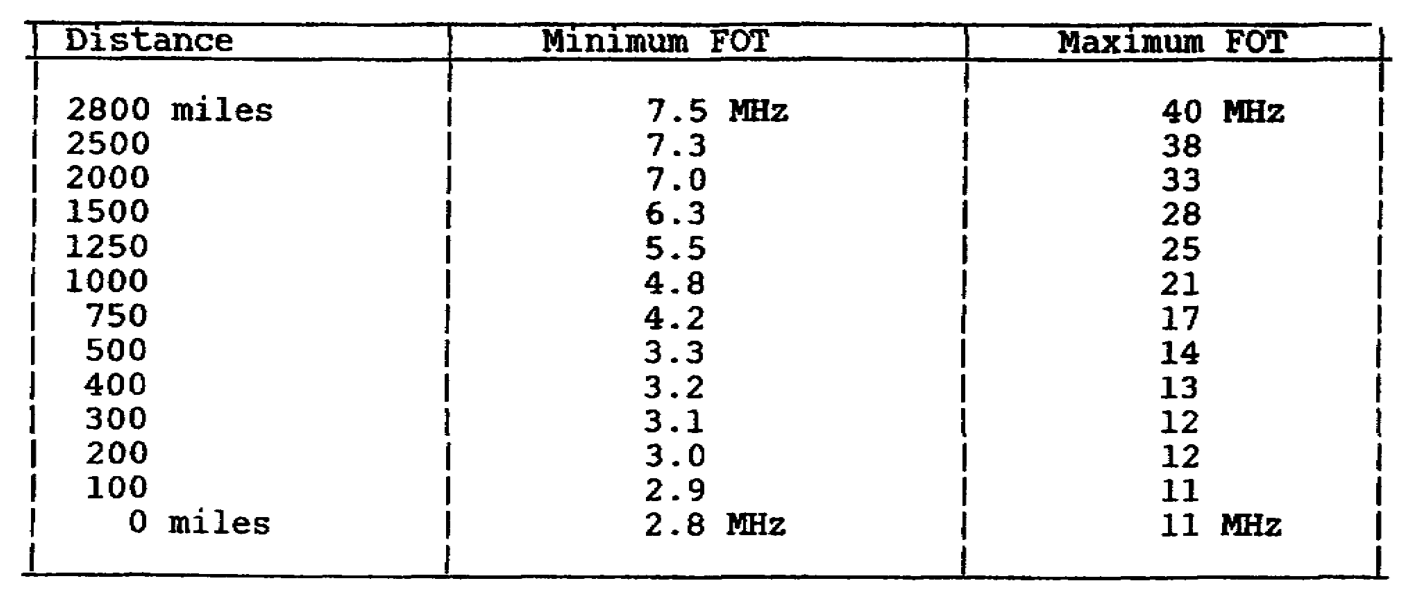 Distance Minimum FOT Maximum FOT
2800 miles 7.5 MHz 40 MHz
2500 7.3 38
2000 7.0 33
1500 6.3 28
1250 5.5 25
1000 4.8 21
750 4.2 17
500 3.3 14
400 3.2 13
300 3.1 12
200 3.0 12
100 2.9 11
0 miles 2.8 MHz 11 MHz